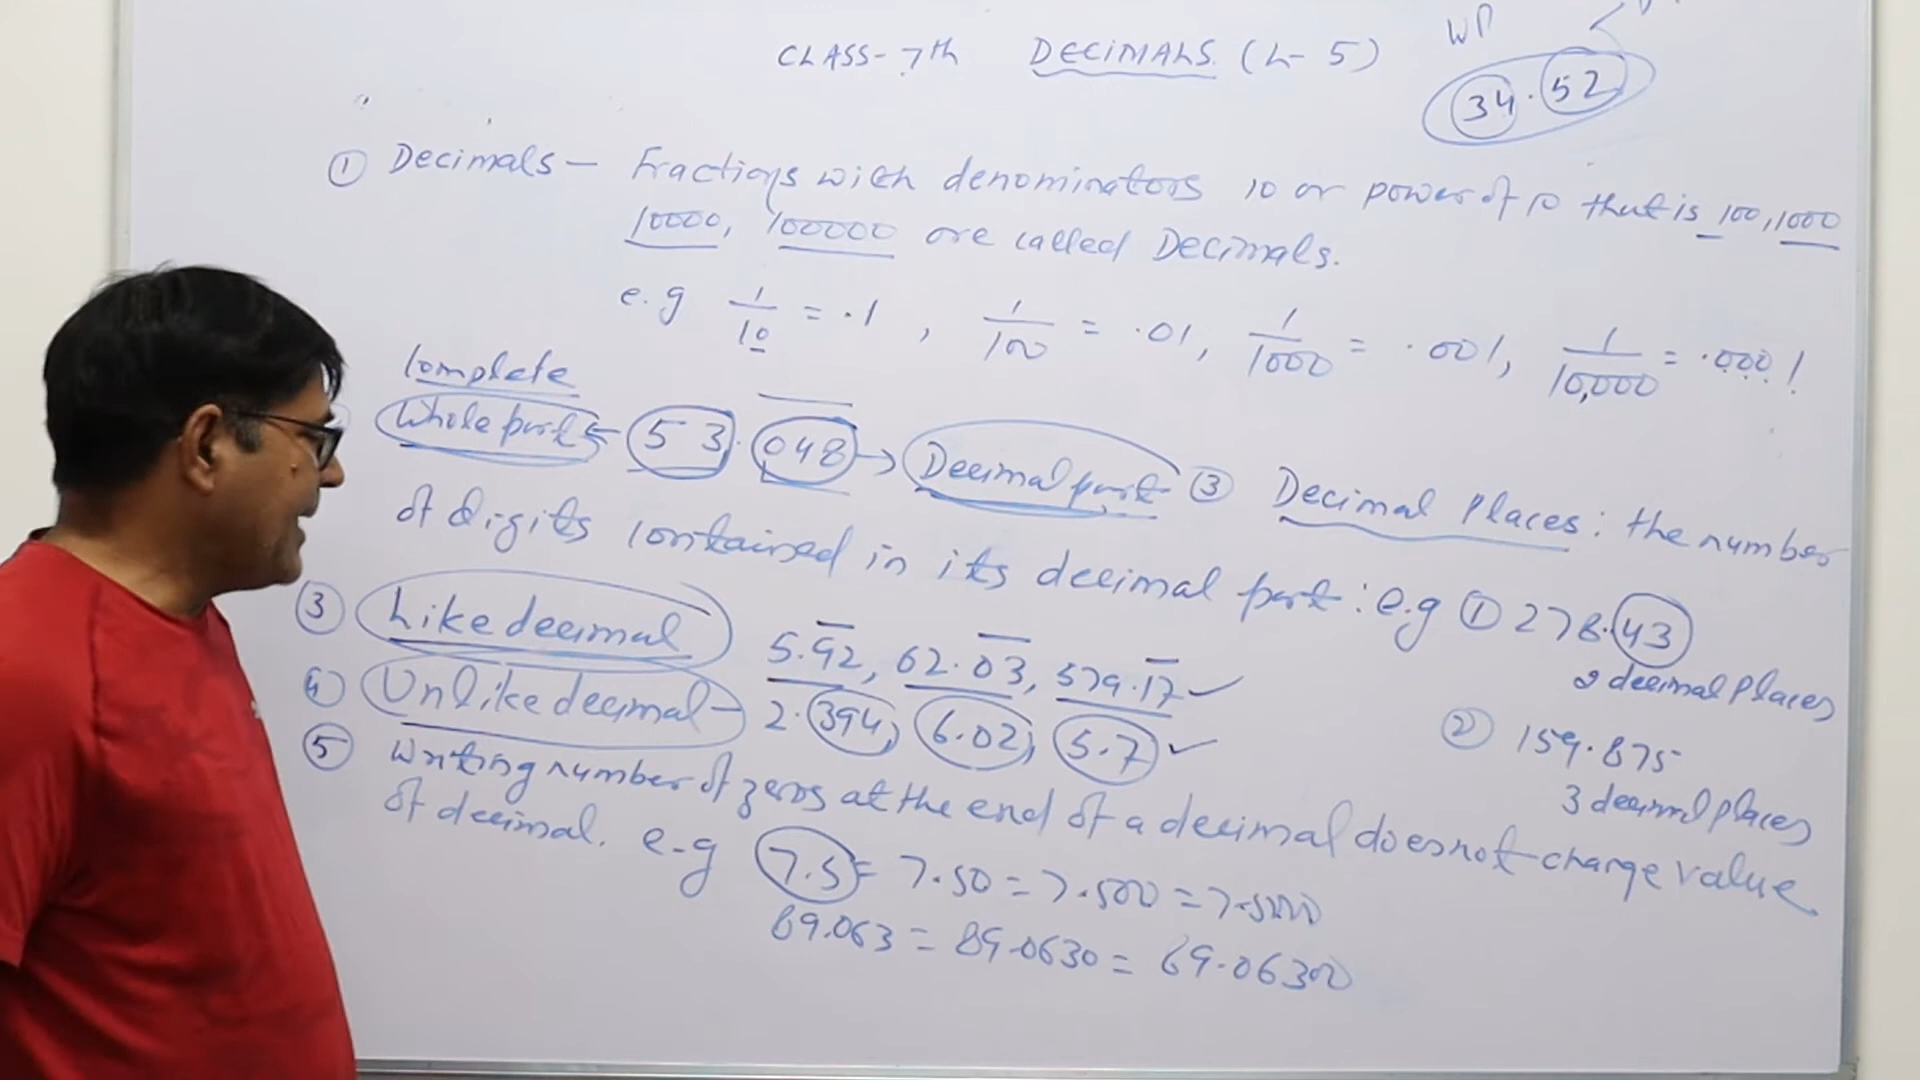 CLASS-7th DECIMALS. (L-5)
WP
34.52
① Decimals - Fractions with denominators 10 or power of 10 that is 100, 1000
10000, 100000 are called Decimals.
e.g 1/10 = .1, 1/100 = .01, 1/1000 = .001, 1/10,000 = .0001
Complete
Whole part ← 53.048 → Decimal part ③ Decimal Places: the number
of digits contained in its decimal part: e.g ① 278.43
2 decimal places
③ Like decimal 5.92, 62.03, 579.17 ✓
④ Unlike decimal - 2.394, 6.02, 5.7 ✓
② 159.875
3 decimal places
⑤ Writing number of zeros at the end of a decimal does not change value
of decimal. e-g 7.5 = 7.50 = 7.500 = 7.5000
89.063 = 89.0630 = 89.06300